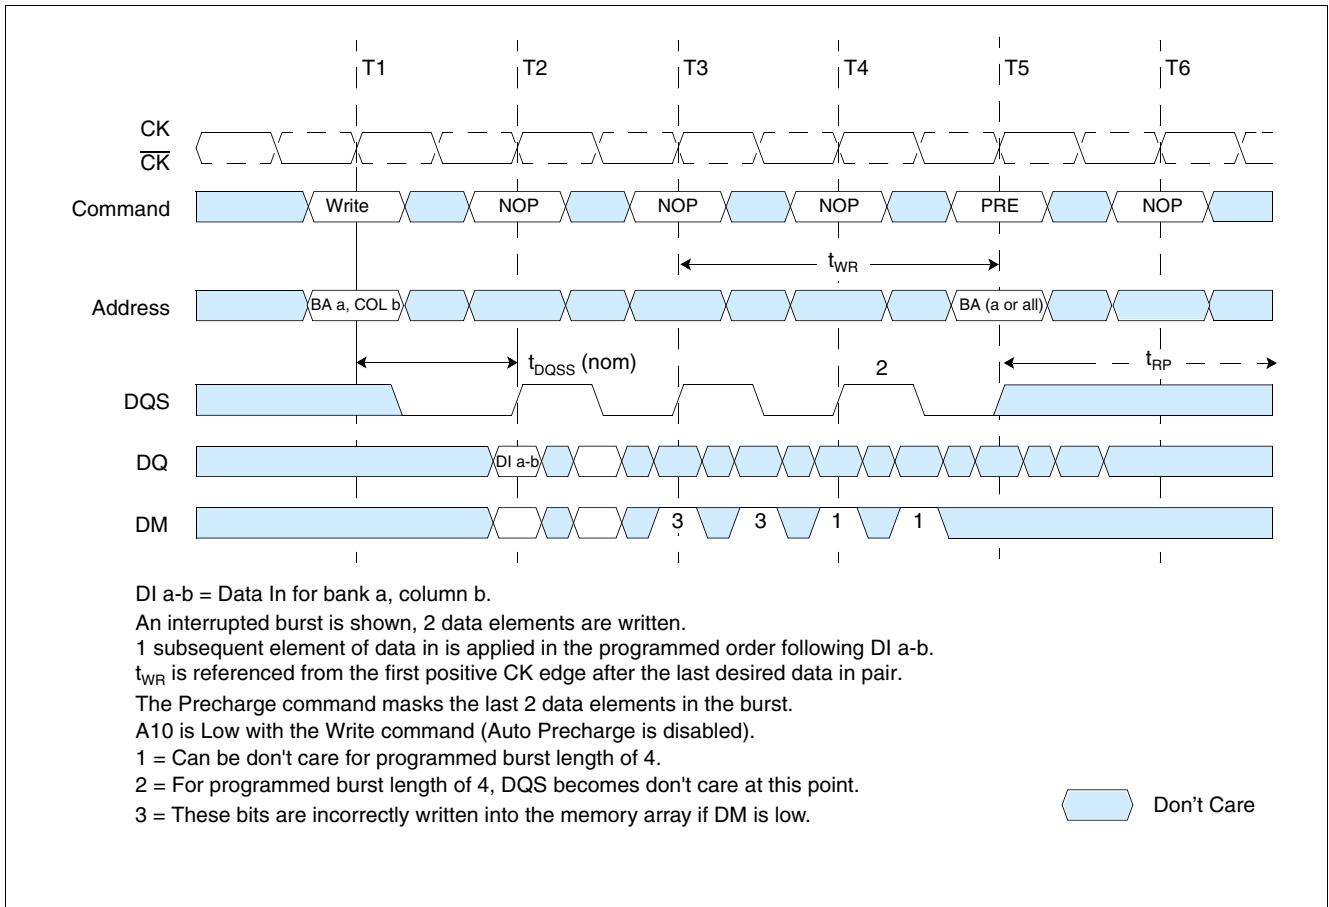 T1 T2 T3 T4 T5 T6
CK
CK
Command Write NOP NOP NOP PRE NOP
tWR
Address BA a, COL b BA (a or all)
tDQSS (nom) 2 tRP
DQS
DQ DI a-b
DM 3 3 1 1
DI a-b = Data In for bank a, column b.
An interrupted burst is shown, 2 data elements are written.
1 subsequent element of data in is applied in the programmed order following DI a-b.
tWR is referenced from the first positive CK edge after the last desired data in pair.
The Precharge command masks the last 2 data elements in the burst.
A10 is Low with the Write command (Auto Precharge is disabled).
1 = Can be don't care for programmed burst length of 4.
2 = For programmed burst length of 4, DQS becomes don't care at this point.
3 = These bits are incorrectly written into the memory array if DM is low.
Don't Care